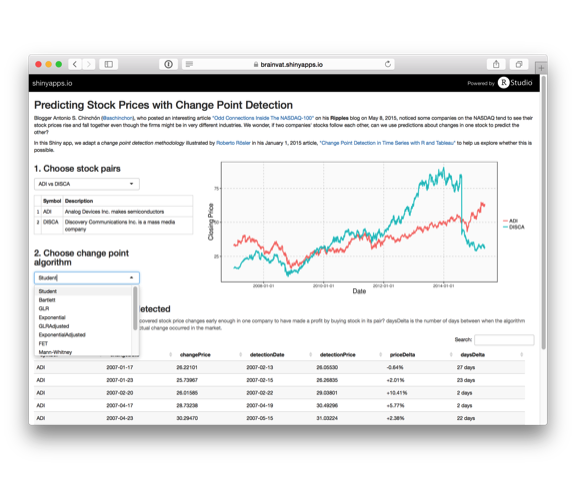 brainvat.shinyapps.io
shinyapps.io
Powered by R Studio
Predicting Stock Prices with Change Point Detection
Blogger Antonio S. Chinchón (@aschinchon), who posted an interesting article "Odd Connections Inside The NASDAQ-100" on his Ripples blog on May 8, 2015, noticed some companies on the NASDAQ tend to see their
stock prices rise and fall together even though the firms might be in very different industries. We wonder, if two companies' stocks follow each other, can we use predictions about changes in one stock to predict the
other?
In this Shiny app, we adapt a change point detection methodology illustrated by Roberto Rösler in his January 1, 2015 article, "Change Point Detection in Time Series with R and Tableau" to help us explore whether this is
possible.
1. Choose stock pairs
ADI vs DISCA
Symbol Description
1 ADI Analog Devices Inc. makes semiconductors
2 DISCA Discovery Communications Inc. is a mass media
company
2. Choose change point
algorithm
Student
Student
Bartlett
GLR
Exponential
GLRAdjusted
ExponentialAdjusted
FET
Mann-Whitney
Closing Price
75
50
25
2008-01-01 2010-01-01 2012-01-01 2014-01-01
Date
ADI
DISCA
etected
covered stock price changes early enough in one company to have made a profit by buying stock in its pair? daysDelta is the number of days between when the algorithm
tual change occurred in the market.
Search:
changePrice detectionDate detectionPrice priceDelta daysDelta
ADI 2007-01-17 26.22101 2007-02-13 26.05530 -0.64% 27 days
ADI 2007-01-23 25.73967 2007-02-15 26.26835 +2.01% 23 days
ADI 2007-02-20 26.01565 2007-02-22 29.03801 +10.41% 2 days
ADI 2007-04-17 28.73238 2007-04-19 30.49296 +5.77% 2 days
ADI 2007-04-23 30.29470 2007-05-15 31.03224 +2.38% 22 days